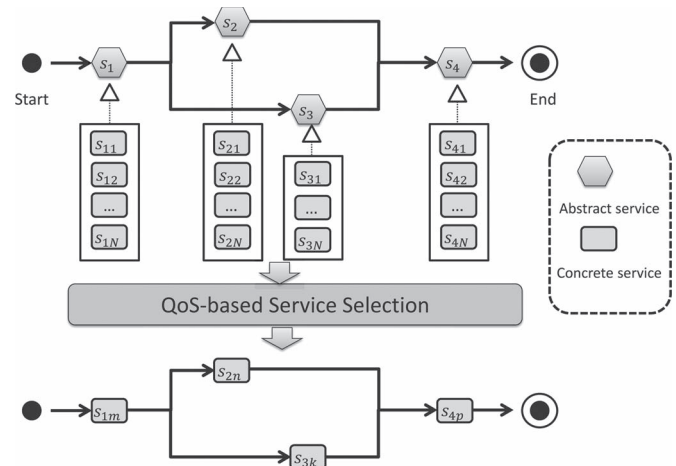 s2
s1
s4
s3
Start
End
s11
s12
...
s1N
s21
s22
...
s2N
s31
...
s3N
s41
s42
...
s4N
Abstract service
Concrete service
QoS-based Service Selection
s2n
s1m
s4p
s3k